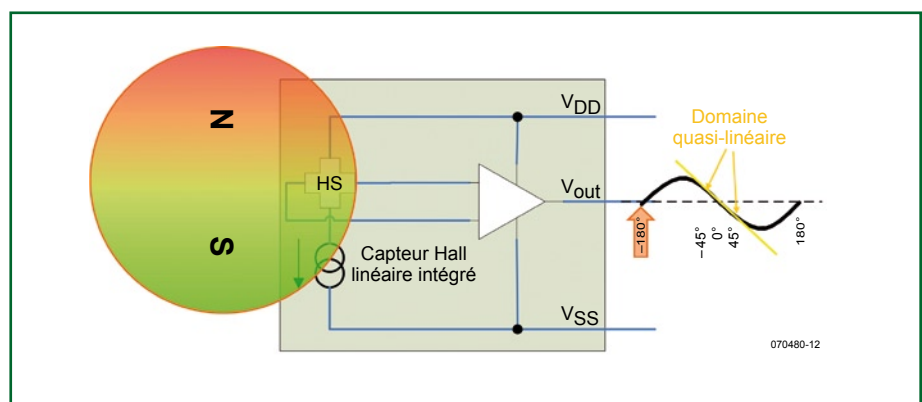 N
S
HS
Capteur Hall
linéaire intégré
VDD
Vout
VSS
Domaine
quasi-linéaire
–180°
–45°
0°
45°
180°
070480-12